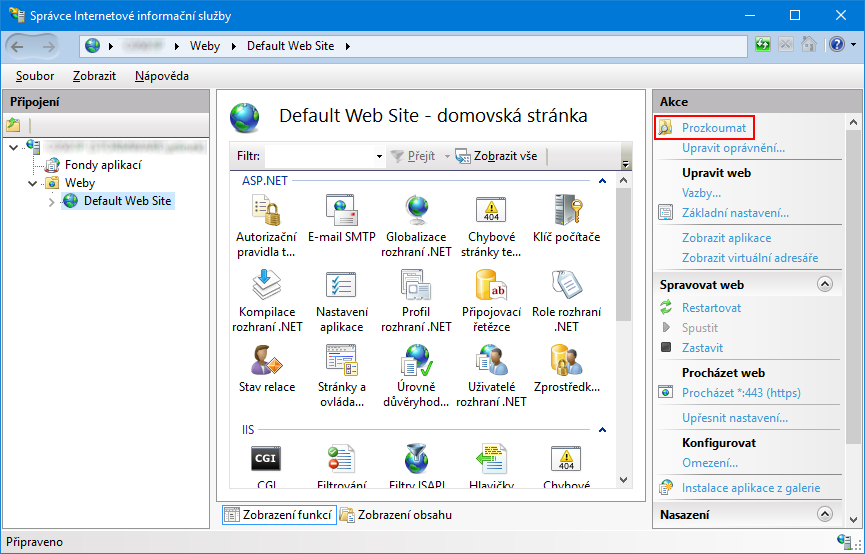 Správce Internetové informační služby
Weby
Default Web Site
Soubor
Zobrazit
Nápověda
Připojení
Fondy aplikací
Weby
Default Web Site
Default Web Site - domovská stránka
Filtr:
Přejít
Zobrazit vše
ASP.NET
Autorizační
pravidla t...
E-mail SMTP
Globalizace
rozhraní .NET
Chybové
stránky te...
Klíč počítače
Kompilace
rozhraní .NET
Nastavení
aplikace
Profil
rozhraní .NET
Připojovací
řetězce
Role rozhraní
.NET
Stav relace
Stránky a
ovláda...
Úrovně
důvěryhod...
Uživatelé
rozhraní .NET
Zprostředk...
IIS
CGI
CGI
Filtrování
Filtry ISAPI
Hlavičky
Chybové
Zobrazení funkcí
Zobrazení obsahu
Akce
Prozkoumat
Upravit oprávnění...
Upravit web
Vazby...
Základní nastavení...
Zobrazit aplikace
Zobrazit virtuální adresáře
Spravovat web
Restartovat
Spustit
Zastavit
Procházet web
Procházet *:443 (https)
Upřesnit nastavení...
Konfigurovat
Omezení...
Instalace aplikace z galerie
Nasazení
Připraveno